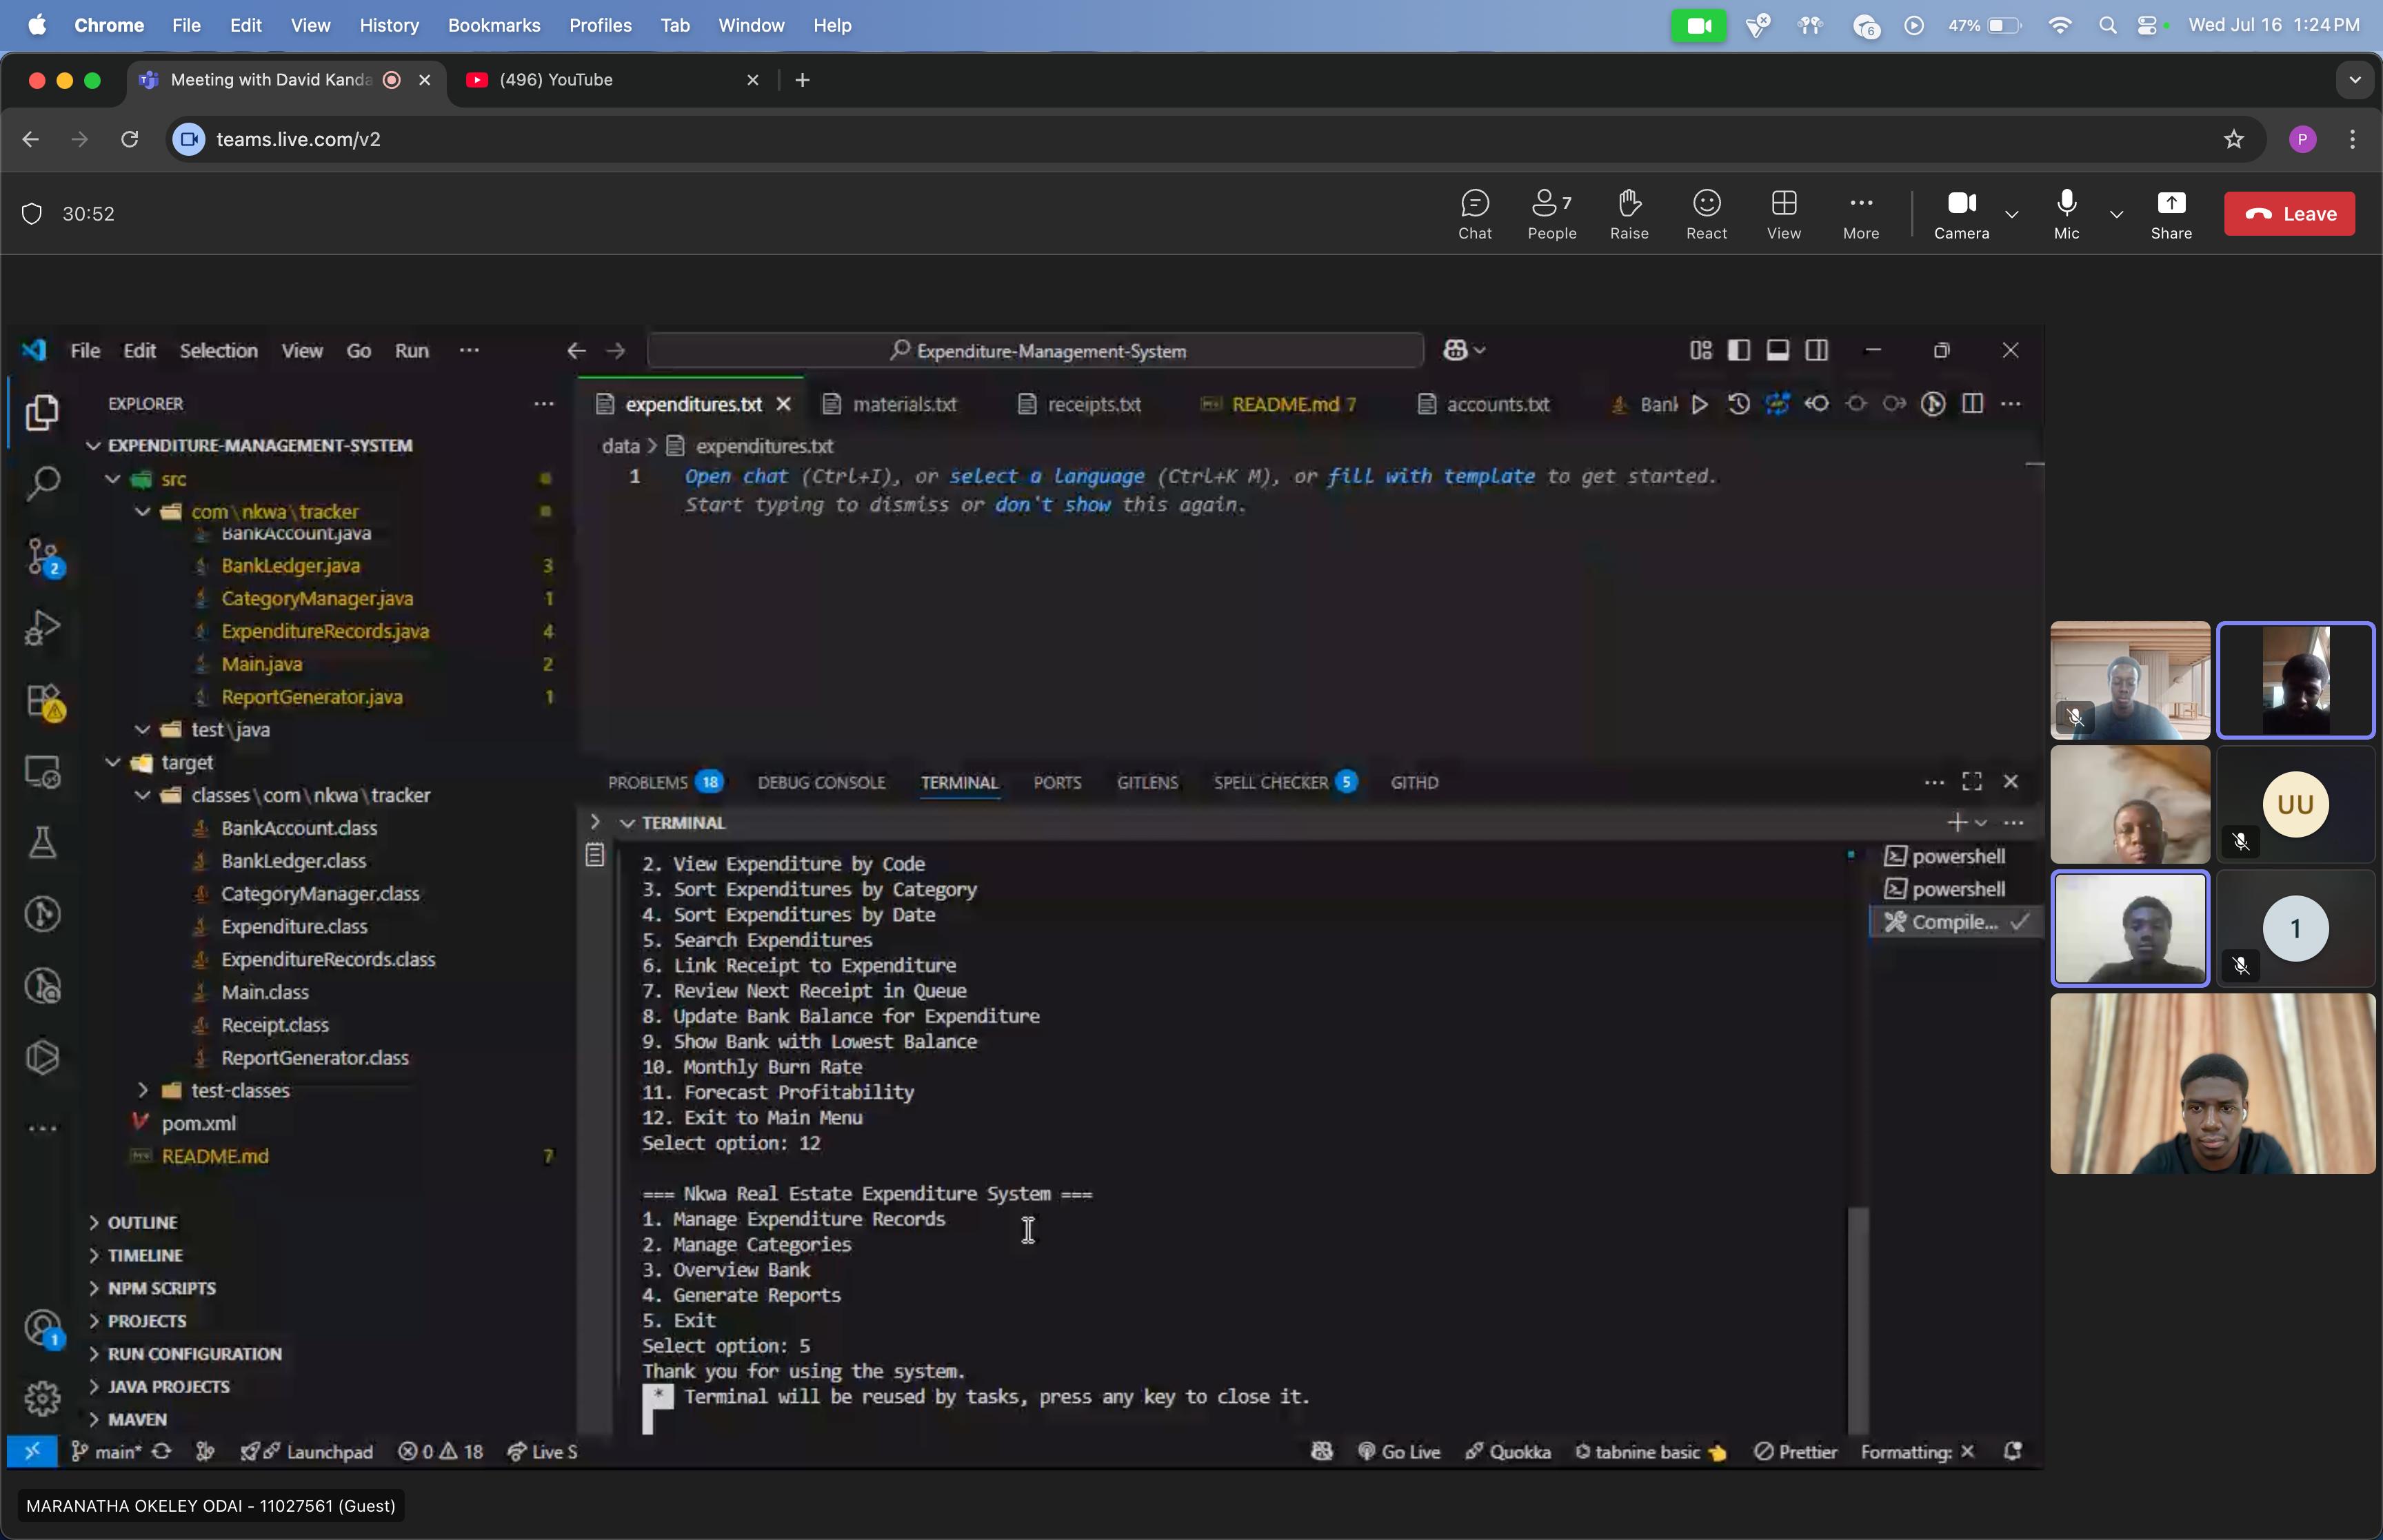 Chrome File Edit View History Bookmarks Profiles Tab Window Help
6 47% Wed Jul 16 1:24 PM
Meeting with David Kanda
(496) YouTube
teams.live.com/v2
P
30:52
7
Chat People Raise React View More Camera Mic Share Leave
File Edit Selection View Go Run ...
Expenditure-Management-System
EXPLORER
expenditures.txt materials.txt receipts.txt README.md 7 accounts.txt Bank
EXPENDITURE-MANAGEMENT-SYSTEM
data > expenditures.txt
src
com\nkwa\tracker
BankAccount.java
BankLedger.java 3
CategoryManager.java 1
ExpenditureRecords.java 4
Main.java 2
ReportGenerator.java 1
test\java
target
classes\com\nkwa\tracker
BankAccount.class
BankLedger.class
CategoryManager.class
Expenditure.class
ExpenditureRecords.class
Main.class
Receipt.class
ReportGenerator.class
test-classes
pom.xml
README.md 7
OUTLINE
TIMELINE
NPM SCRIPTS
PROJECTS
RUN CONFIGURATION
JAVA PROJECTS
MAVEN
2
1
1 Open chat (Ctrl+I), or select a language (Ctrl+K M), or fill with template to get started.
Start typing to dismiss or don't show this again.
PROBLEMS 18 DEBUG CONSOLE TERMINAL PORTS GITLENS SPELL CHECKER 5 GITHD
TERMINAL
2. View Expenditure by Code
3. Sort Expenditures by Category
4. Sort Expenditures by Date
5. Search Expenditures
6. Link Receipt to Expenditure
7. Review Next Receipt in Queue
8. Update Bank Balance for Expenditure
9. Show Bank with Lowest Balance
10. Monthly Burn Rate
11. Forecast Profitability
12. Exit to Main Menu
Select option: 12
=== Nkwa Real Estate Expenditure System ===
1. Manage Expenditure Records
2. Manage Categories
3. Overview Bank
4. Generate Reports
5. Exit
Select option: 5
Thank you for using the system.
* Terminal will be reused by tasks, press any key to close it.
powershell
powershell
Compile...
UU
1
main* Launchpad 0 18 Live S
Go Live Quokka tabnine basic Prettier Formatting: ×
MARANATHA OKELEY ODAI - 11027561 (Guest)